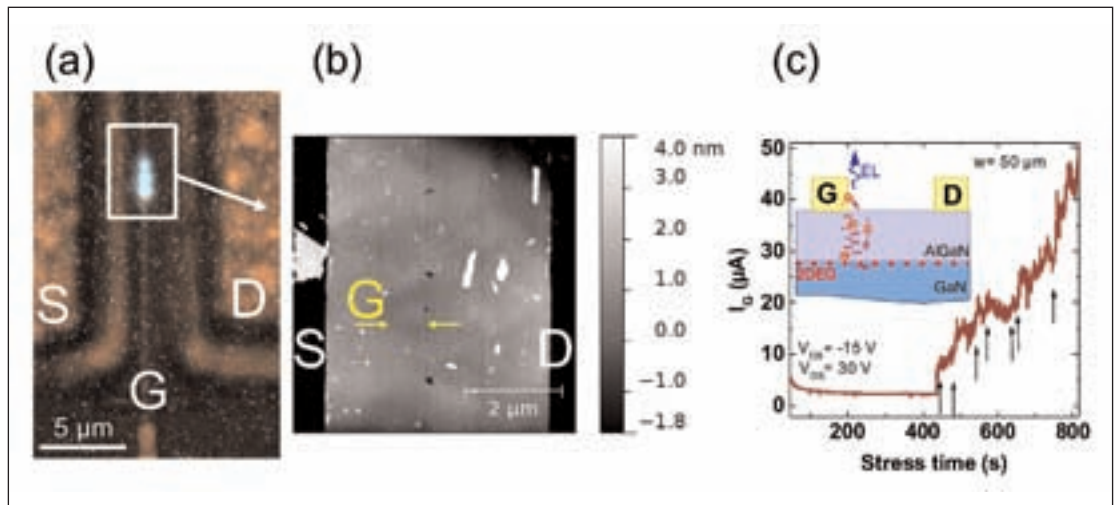 (a)
S
D
G
5 µm
(b)
G
S
D
2 µm
4.0 nm
3.0
2.0
1.0
0.0
−1.0
−1.8
(c)
50
40
30
20
10
0
I_G (µA)
w= 50 µm
EL
G
D
AlGaN
2DEG
GaN
= -15 V
= 30 V
200
400
600
800
Stress time (s)